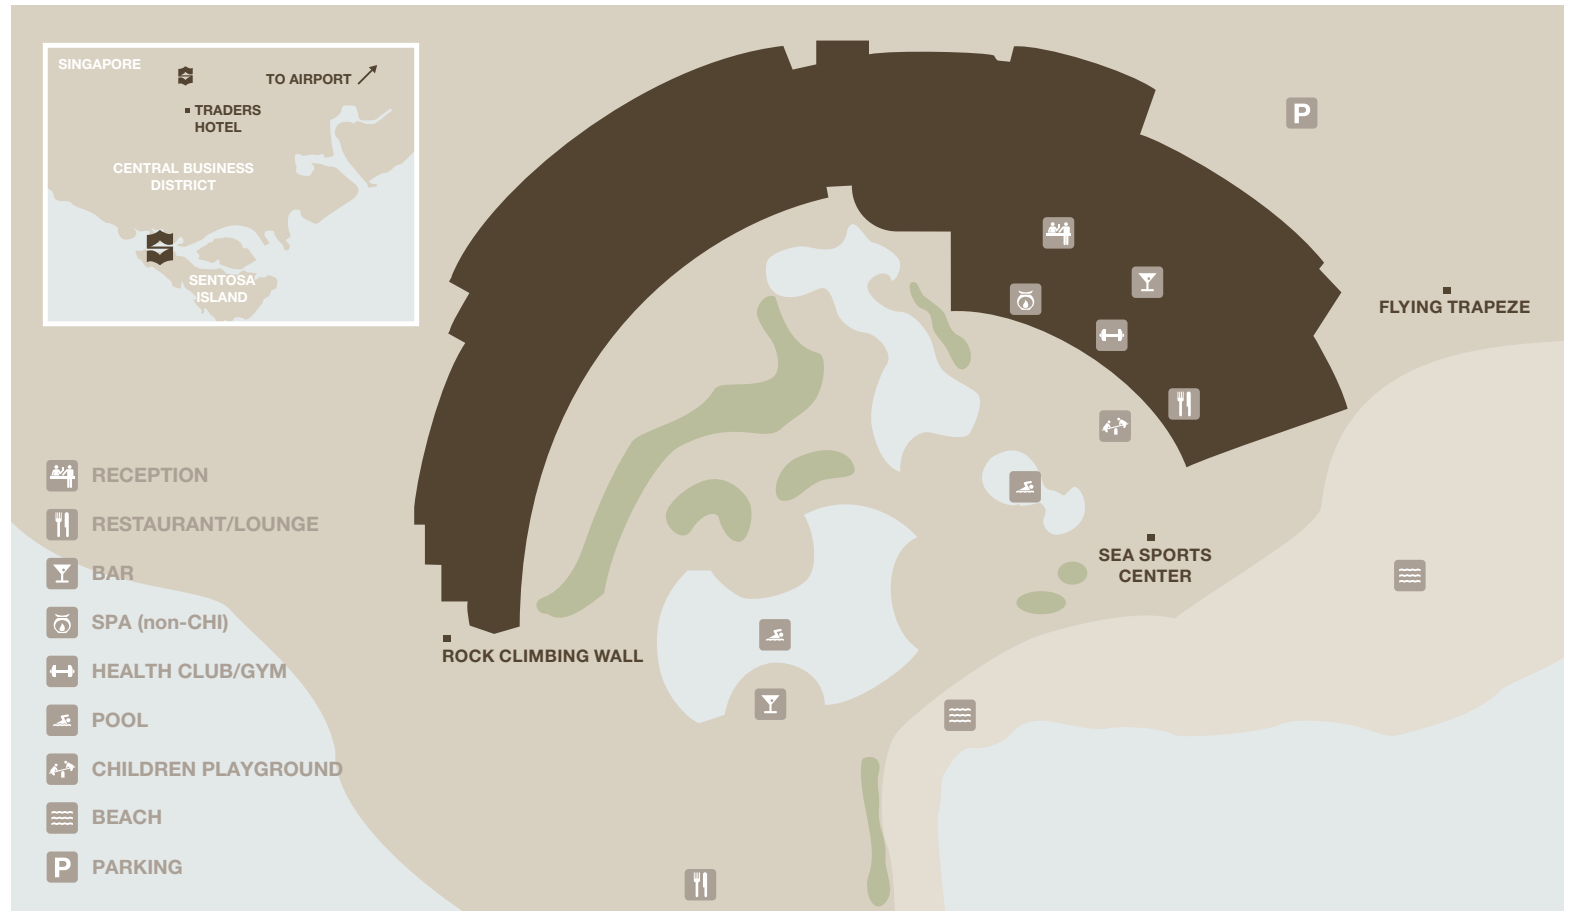 SINGAPORE
TO AIRPORT
TRADERS
HOTEL
CENTRAL BUSINESS
DISTRICT
SENTOSA
ISLAND
P
FLYING TRAPEZE
RECEPTION
RESTAURANT/LOUNGE
BAR
SPA (non-CHI)
HEALTH CLUB/GYM
POOL
CHILDREN PLAYGROUND
BEACH
P PARKING
SEA SPORTS
CENTER
ROCK CLIMBING WALL